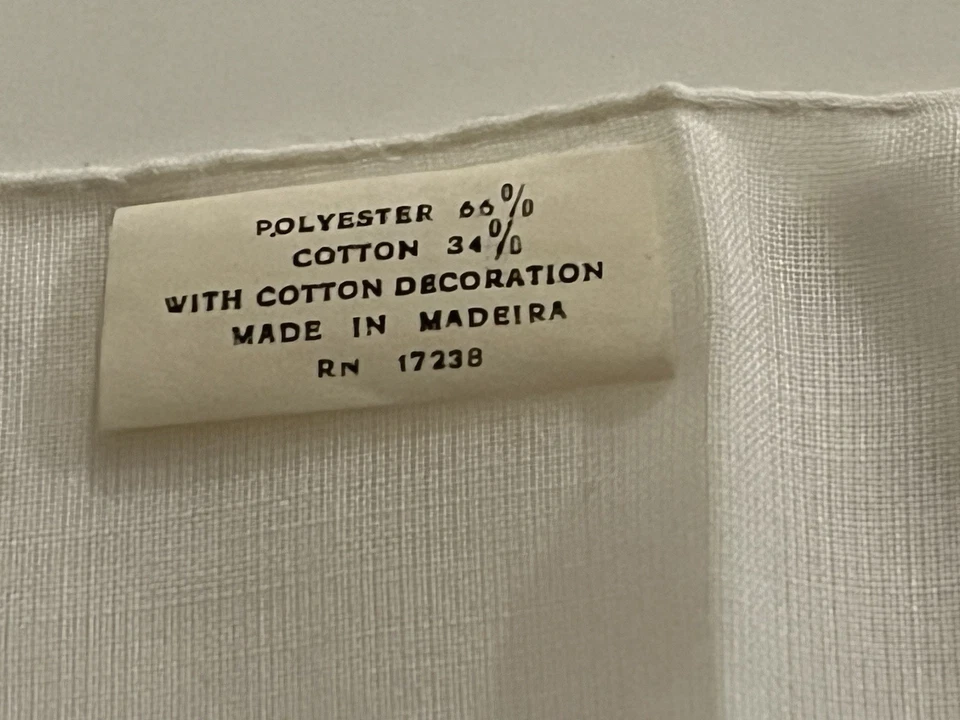 POLYESTER 66%
COTTON 34%
WITH COTTON DECORATION
MADE IN MADEIRA
RN 17238